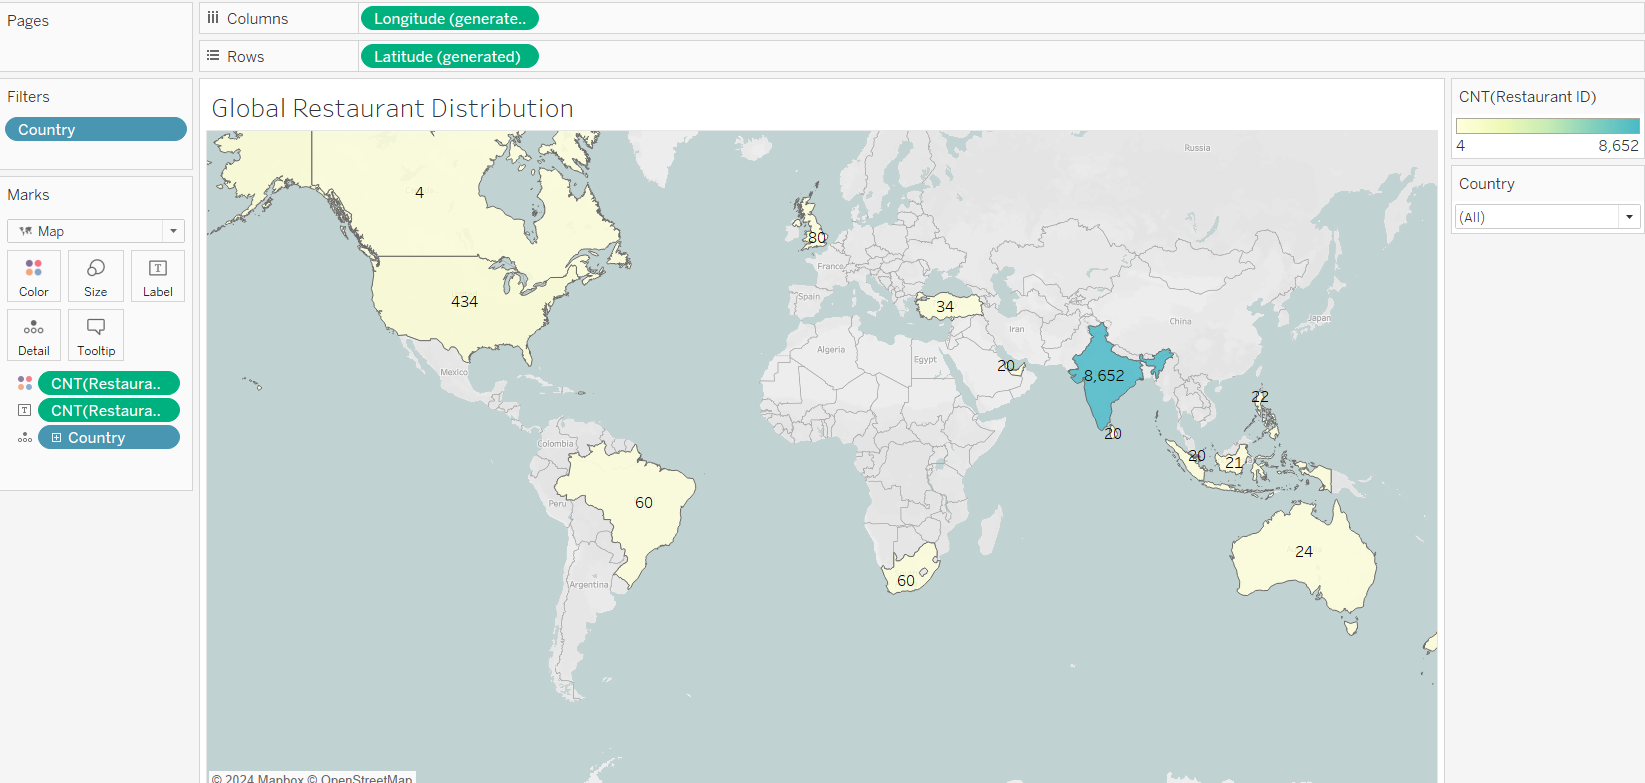 Pages
Columns
Longitude (generate..
Rows
Latitude (generated)
Filters
Country
Marks
Map
Color
Size
Label
Detail
Tooltip
CNT(Restaura..
CNT(Restaura..
Country
Global Restaurant Distribution
Russia
4
80
France
434
Spain
34
Iran
China
Japan
Algeria
Egypt
Mexico
20
8,652
22
20
Colombia
20
21
60
Peru
24
60
Argentina
© 2024 Mapbox © OpenStreetMap
CNT(Restaurant ID)
4 8,652
Country
(All)